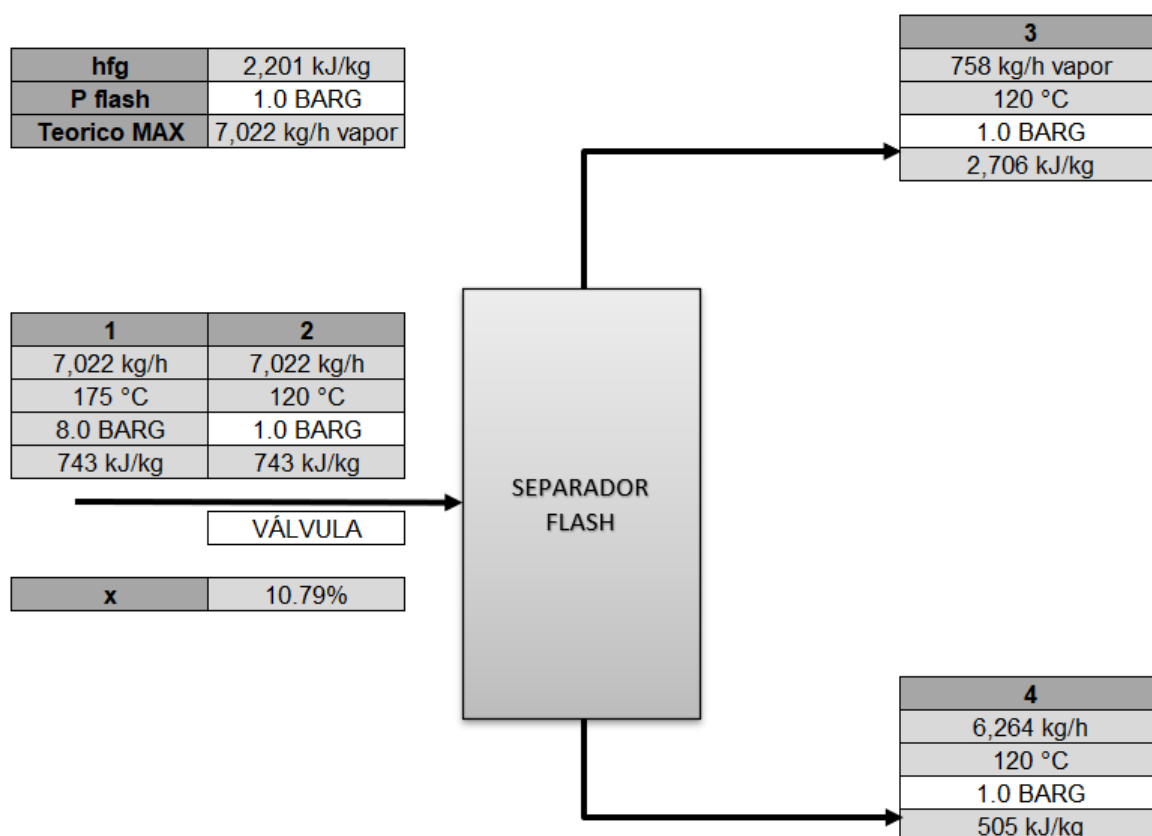 hfg 2,201 kJ/kg
P flash 1.0 BARG
Teorico MAX 7,022 kg/h vapor
3
758 kg/h vapor
120 °C
1.0 BARG
2,706 kJ/kg
1 2
7,022 kg/h 7,022 kg/h
175 °C 120 °C
8.0 BARG 1.0 BARG
743 kJ/kg 743 kJ/kg
VÁLVULA
x 10.79%
SEPARADOR
FLASH
4
6,264 kg/h
120 °C
1.0 BARG
505 kJ/kg